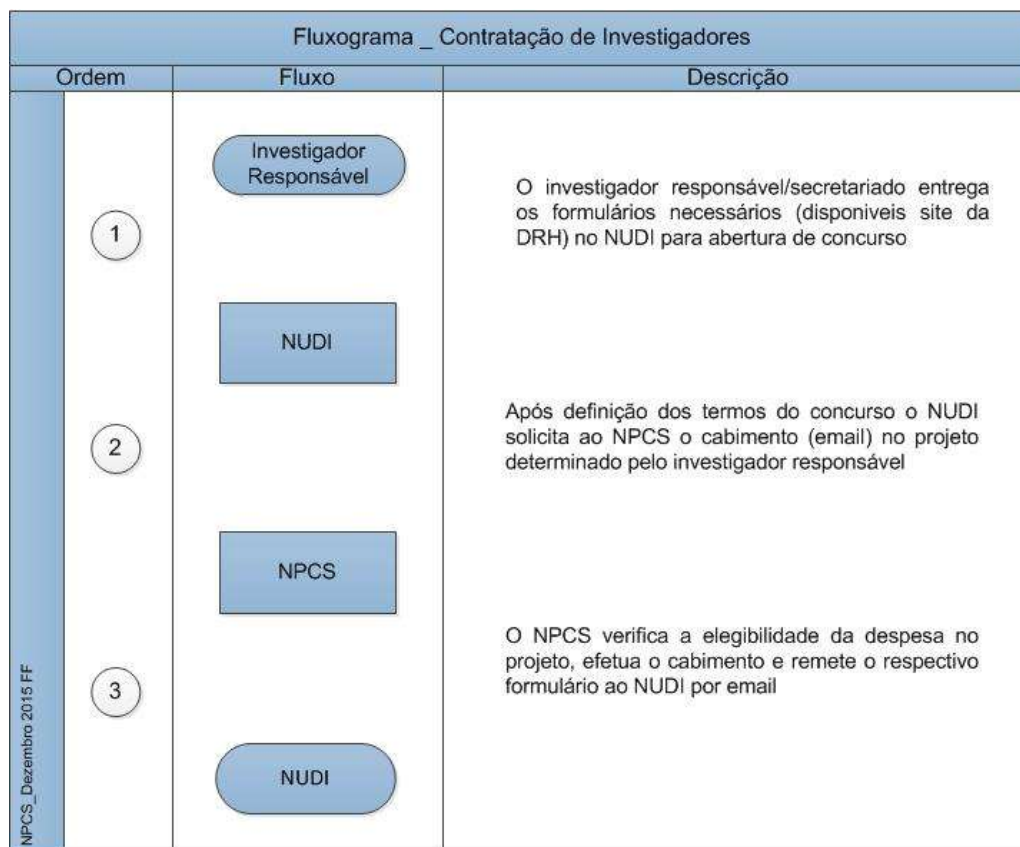 Fluxograma _ Contratação de Investigadores
Ordem
Fluxo
Descrição
Investigador
Responsável
1
O investigador responsável/secretariado entrega
os formulários necessários (disponiveis site da
DRH) no NUDI para abertura de concurso
NUDI
2
Após definição dos termos do concurso o NUDI
solicita ao NPCS o cabimento (email) no projeto
determinado pelo investigador responsável
NPCS
3
O NPCS verifica a elegibilidade da despesa no
projeto, efetua o cabimento e remete o respectivo
formulário ao NUDI por email
NUDI
NPCS_Dezembro 2015 FF